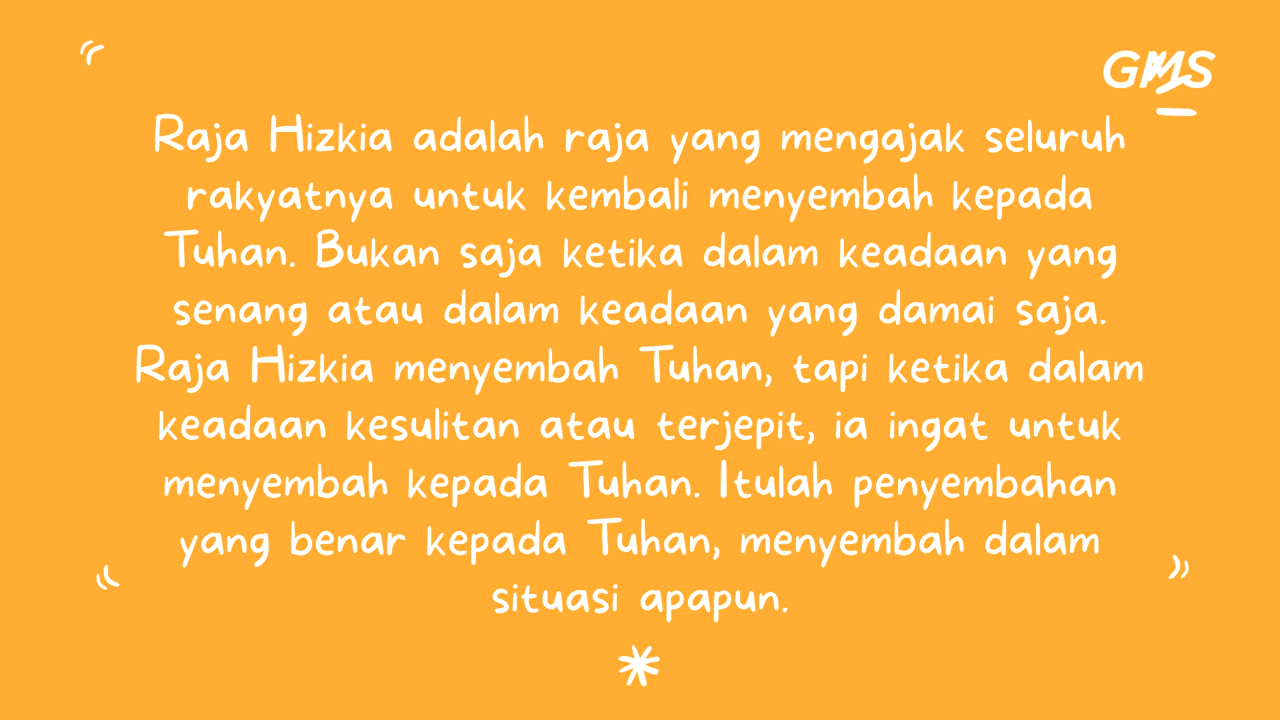 GMS
Raja Hizkia adalah raja yang mengajak seluruh
rakyatnya untuk kembali menyembah kepada
Tuhan. Bukan saja ketika dalam keadaan yang
senang atau dalam keadaan yang damai saja.
Raja Hizkia menyembah Tuhan, tapi ketika dalam
keadaan kesulitan atau terjepit, ia ingat untuk
menyembah kepada Tuhan. Itulah penyembahan
yang benar kepada Tuhan, menyembah dalam
situasi apapun.